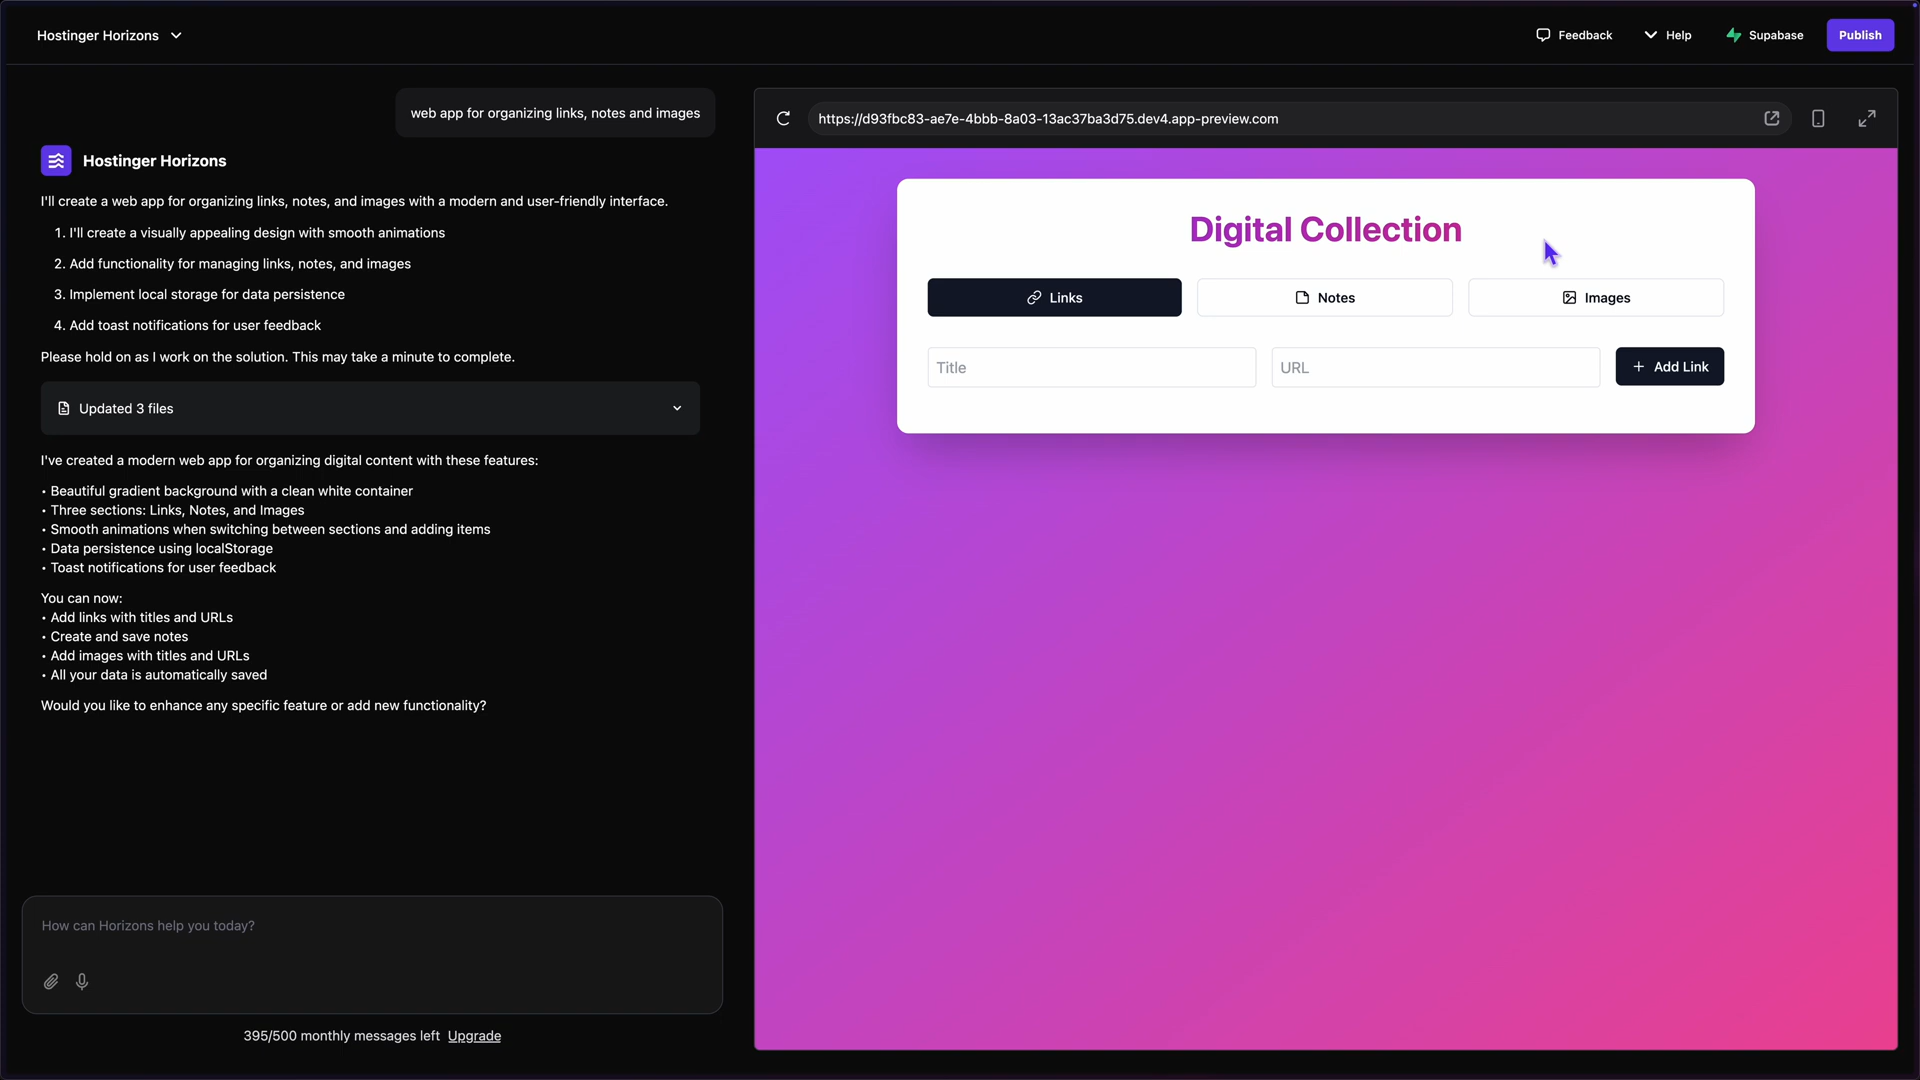 Hostinger Horizons
Feedback
Help
Supabase
Publish
web app for organizing links, notes and images
Hostinger Horizons
I'll create a web app for organizing links, notes, and images with a modern and user-friendly interface.
1. I'll create a visually appealing design with smooth animations
2. Add functionality for managing links, notes, and images
3. Implement local storage for data persistence
4. Add toast notifications for user feedback
Please hold on as I work on the solution. This may take a minute to complete.
Updated 3 files
I've created a modern web app for organizing digital content with these features:
• Beautiful gradient background with a clean white container
• Three sections: Links, Notes, and Images
• Smooth animations when switching between sections and adding items
• Data persistence using localStorage
• Toast notifications for user feedback
You can now:
• Add links with titles and URLs
• Create and save notes
• Add images with titles and URLs
• All your data is automatically saved
Would you like to enhance any specific feature or add new functionality?
How can Horizons help you today?
395/500 monthly messages left Upgrade
https://d93fbc83-ae7e-4bbb-8a03-13ac37ba3d75.dev4.app-preview.com
Digital Collection
Links
Notes
Images
Title
URL
+ Add Link